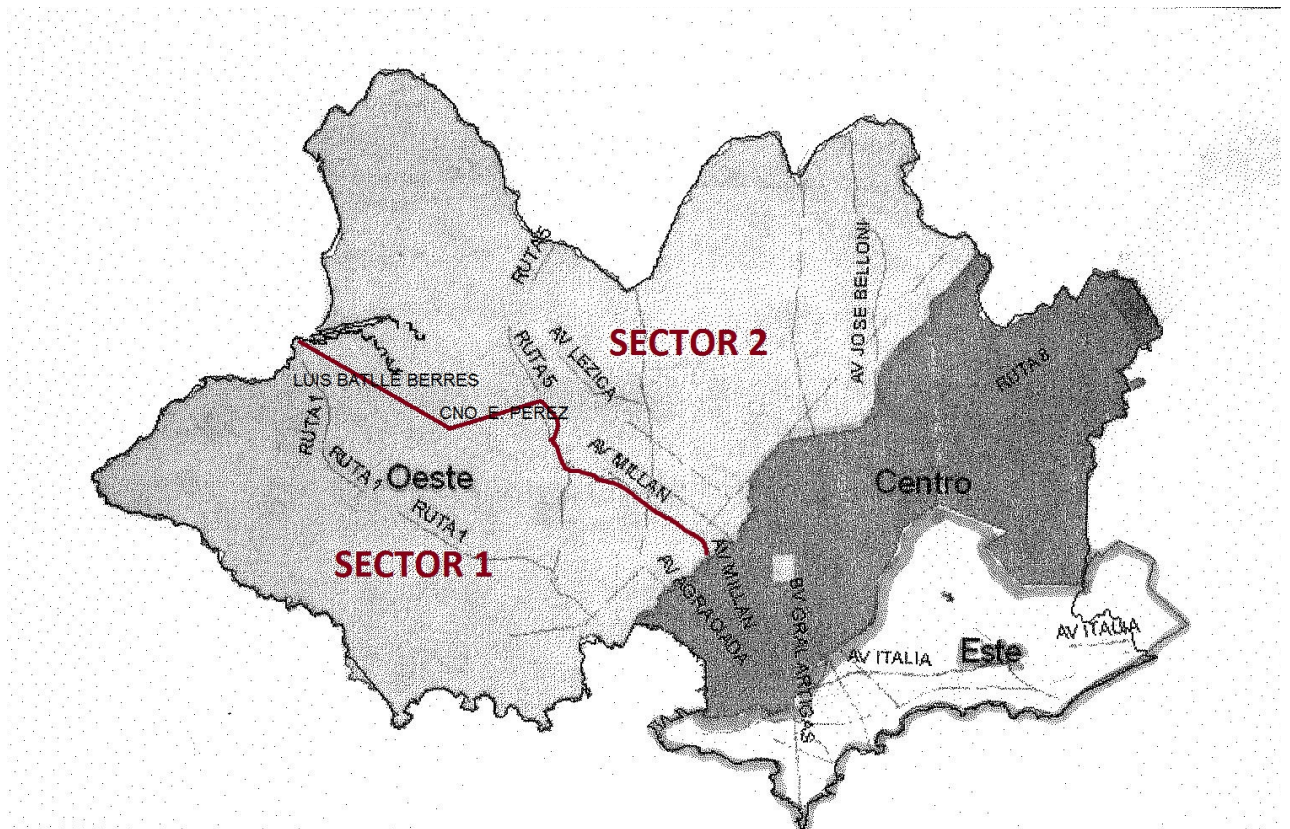 RUTA 5
AV JOSE BELLONI
SECTOR 2
AV LEZICA
RUTA 5
RUTA 6
LUIS BATLLE BERRES
CNO. E. PEREZ
RUTA 1
AV MILLAN
RUTA 1
Oeste
Centro
RUTA 1
SECTOR 1
AV MILLAN
AV AGRACIADA
BV GRAL ARTIGAS
AV ITALIA
Este
AV ITALIA